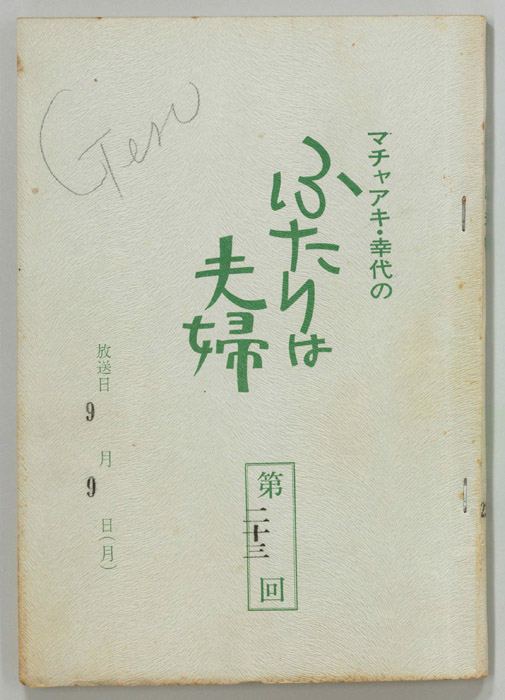 マチャアキ・幸代の
ふたりは
夫婦
第二十三回
放送日 9月9日(月)